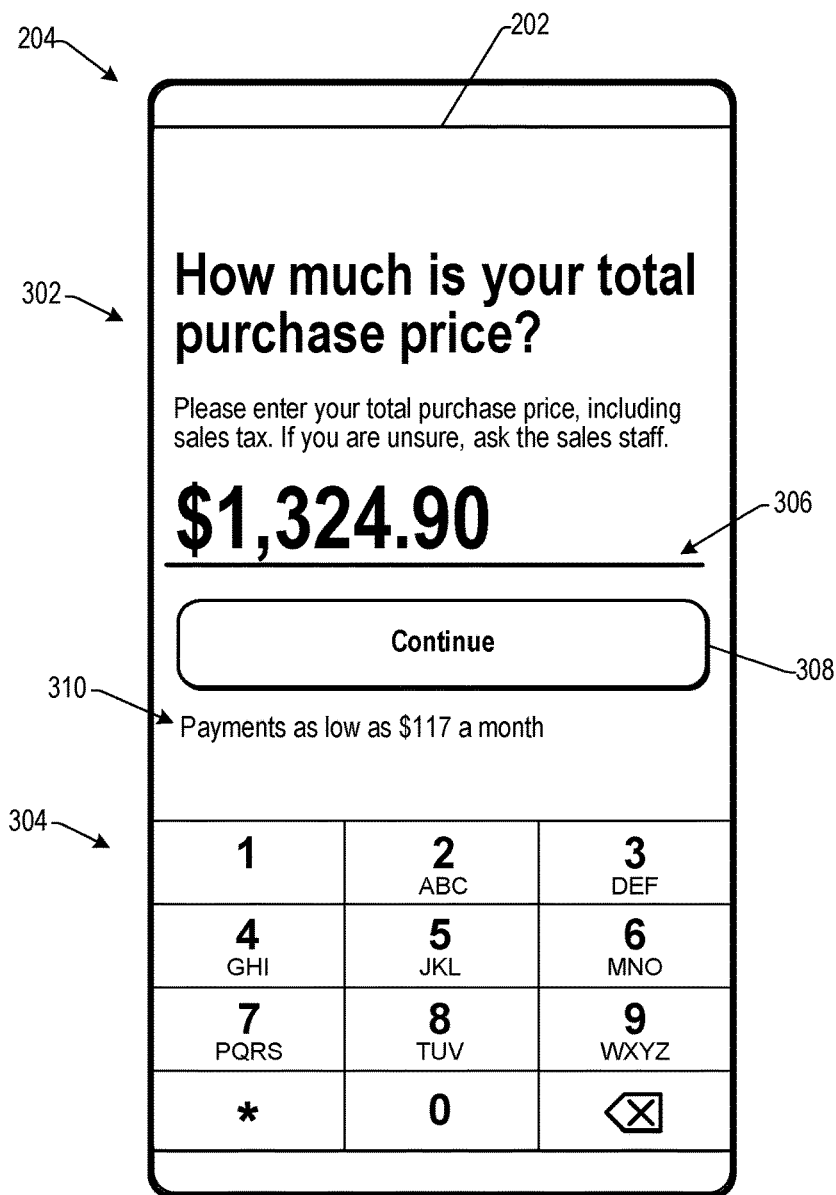 204
202
302
How much is your total
purchase price?
Please enter your total purchase price, including
sales tax. If you are unsure, ask the sales staff.
$1,324.90
306
Continue
308
310
Payments as low as $117 a month
304
1 2 3
ABC DEF
4 5 6
GHI JKL MNO
7 8 9
PQRS TUV WXYZ
* 0